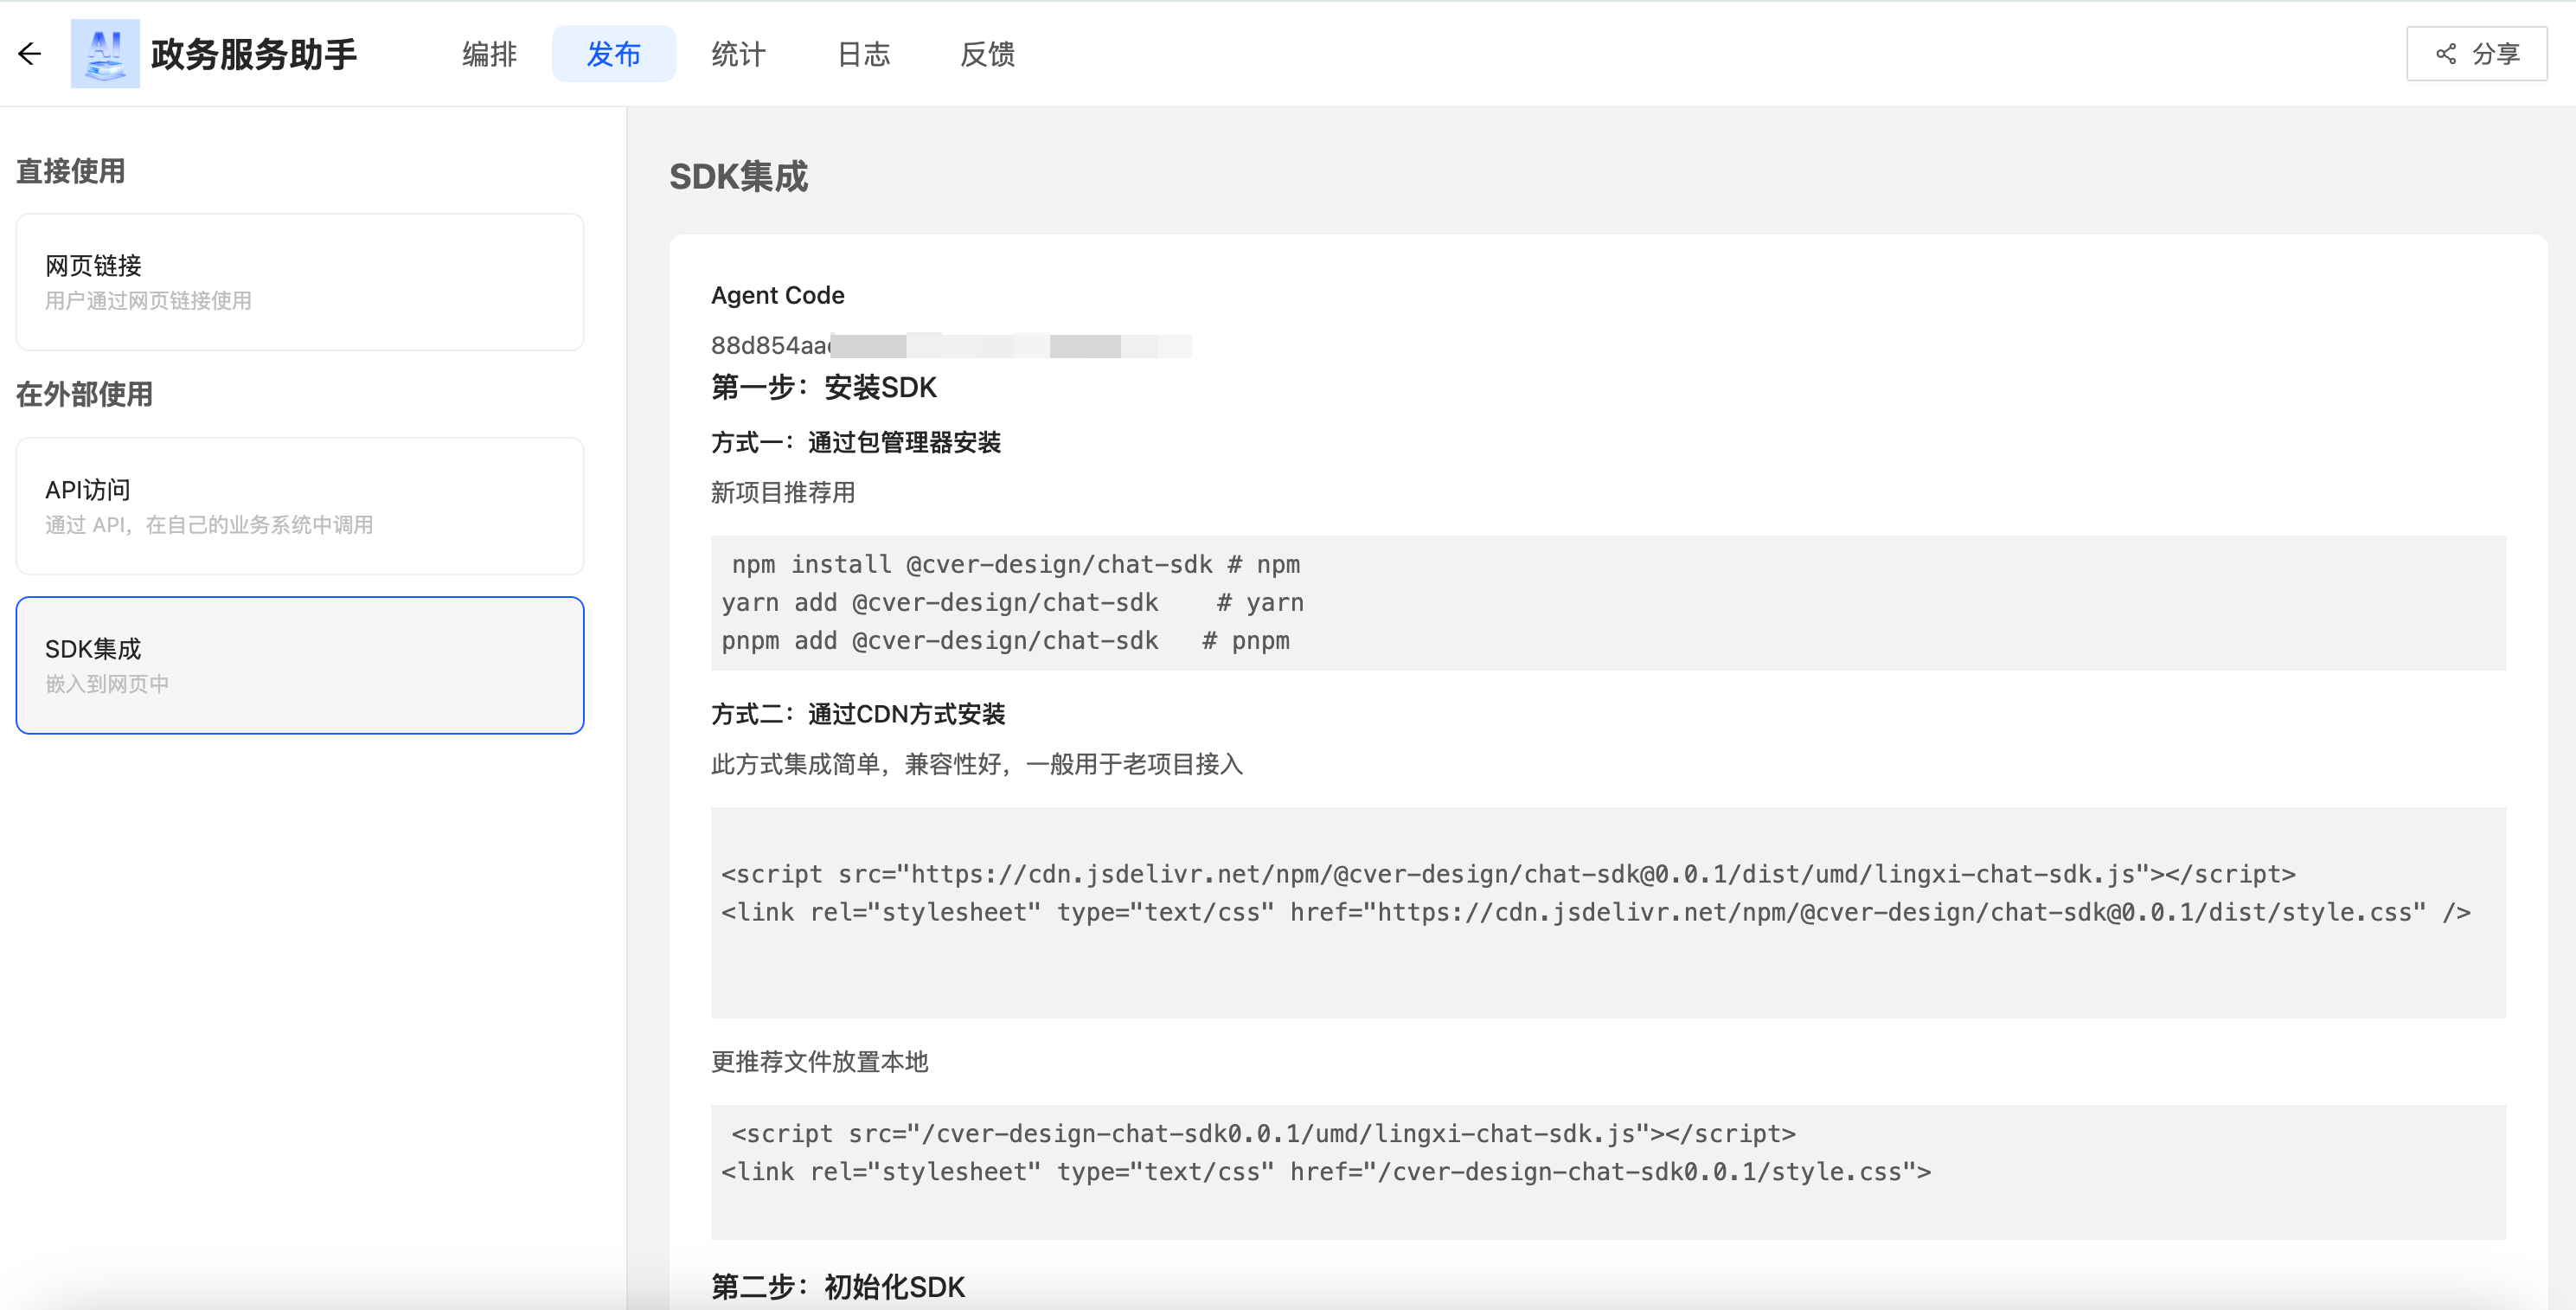 政务服务助手
编排
发布
统计
日志
反馈
分享
直接使用
网页链接
用户通过网页链接使用
在外部使用
API访问
通过 API，在自己的业务系统中调用
SDK集成
嵌入到网页中
SDK集成
Agent Code
88d854aa
第一步：安装SDK
方式一：通过包管理器安装
新项目推荐用
npm install @cver-design/chat-sdk # npm
yarn add @cver-design/chat-sdk    # yarn
pnpm add @cver-design/chat-sdk   # pnpm
方式二：通过CDN方式安装
此方式集成简单，兼容性好，一般用于老项目接入
<script src="https://cdn.jsdelivr.net/npm/@cver-design/chat-sdk@0.0.1/dist/umd/lingxi-chat-sdk.js"></script>
<link rel="stylesheet" type="text/css" href="https://cdn.jsdelivr.net/npm/@cver-design/chat-sdk@0.0.1/dist/style.css" />
更推荐文件放置本地
<script src="/cver-design-chat-sdk0.0.1/umd/lingxi-chat-sdk.js"></script>
<link rel="stylesheet" type="text/css" href="/cver-design-chat-sdk0.0.1/style.css">
第二步：初始化SDK